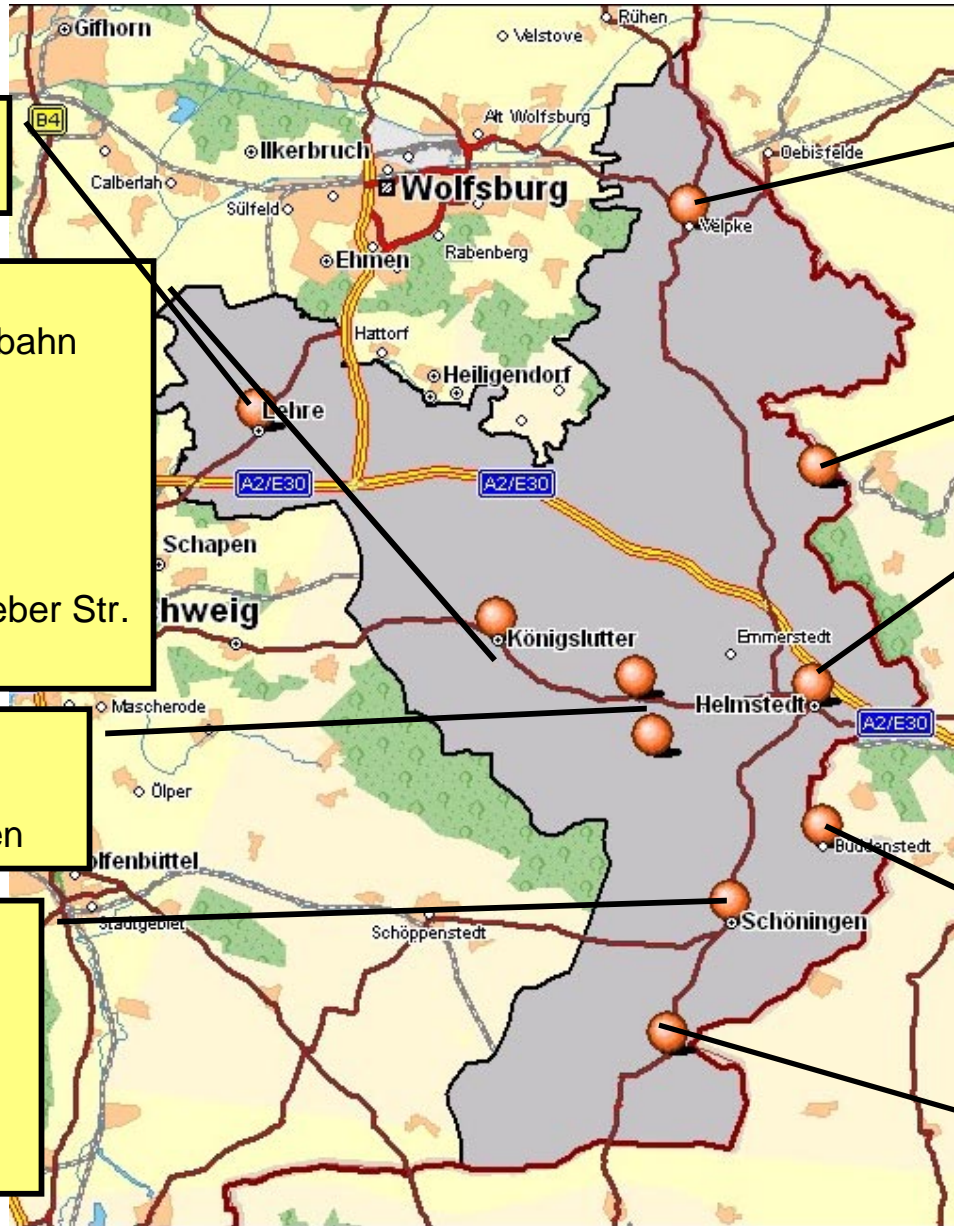 Gifhorn
Rühen
Velstove
B4
Alt Wolfsburg
Ilkerbruch
Oebisfelde
Calberlah
Wolfsburg
Sülfeld
Velpke
Rabenberg
Ehmen
bahn
Hattorf
Heiligendorf
Lehre
A2/E30
A2/E30
Schapen
eber Str.
hweig
Königslutter
Emmerstedt
Mascherode
Helmstedt
A2/E30
Ölper
en
Büddenstedt
olfenbüttel
Stadtgebiet
Schöppenstedt
Schöningen